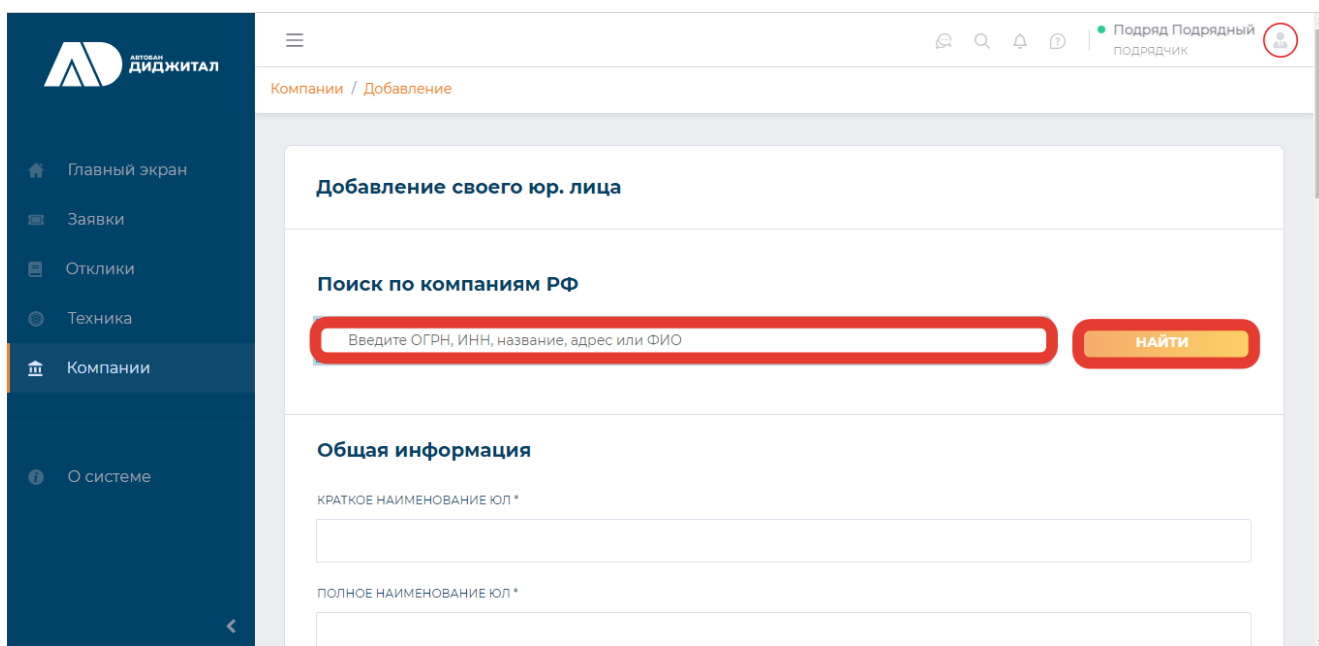 АВТОБАН
ДИДЖИТАЛ
Подряд Подрядный
ПОДРЯДЧИК
Компании / Добавление
Главный экран
Заявки
Отклики
Техника
Компании
О системе
Добавление своего юр. лица
Поиск по компаниям РФ
Введите ОГРН, ИНН, название, адрес или ФИО
НАЙТИ
Общая информация
КРАТКОЕ НАИМЕНОВАНИЕ ЮЛ *
ПОЛНОЕ НАИМЕНОВАНИЕ ЮЛ *